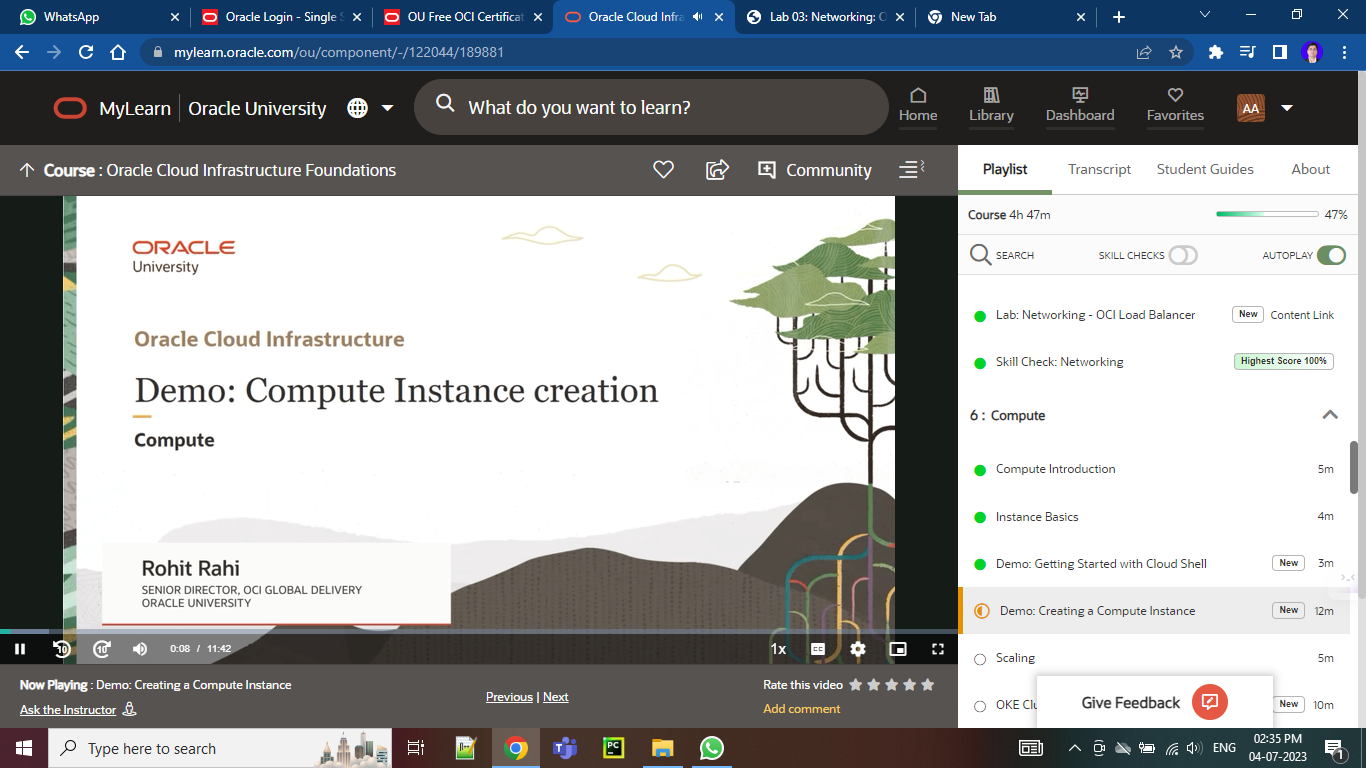 WhatsApp
Oracle Login - Single S
OU Free OCI Certificat
Oracle Cloud Infra
Lab 03: Networking: O
New Tab
mylearn.oracle.com/ou/component/-/122044/189881
MyLearn
Oracle University
What do you want to learn?
Home
Library
Dashboard
Favorites
AA
Course : Oracle Cloud Infrastructure Foundations
Community
Playlist
Transcript
Student Guides
About
Course 4h 47m
47%
SEARCH
SKILL CHECKS
AUTOPLAY
ORACLE
University
Oracle Cloud Infrastructure
Demo: Compute Instance creation
Compute
Rohit Rahi
SENIOR DIRECTOR, OCI GLOBAL DELIVERY
ORACLE UNIVERSITY
Lab: Networking - OCI Load Balancer New Content Link
Skill Check: Networking Highest Score 100%
6 : Compute
Compute Introduction 5m
Instance Basics 4m
Demo: Getting Started with Cloud Shell New 3m
Demo: Creating a Compute Instance New 12m
Scaling 5m
OKE Clu New 10m
Give Feedback
10
10
0:08 / 11:42
1x
CC
Now Playing : Demo: Creating a Compute Instance
Ask the Instructor
Previous | Next
Rate this video
Add comment
Type here to search
PC
ENG
02:35 PM
04-07-2023
1